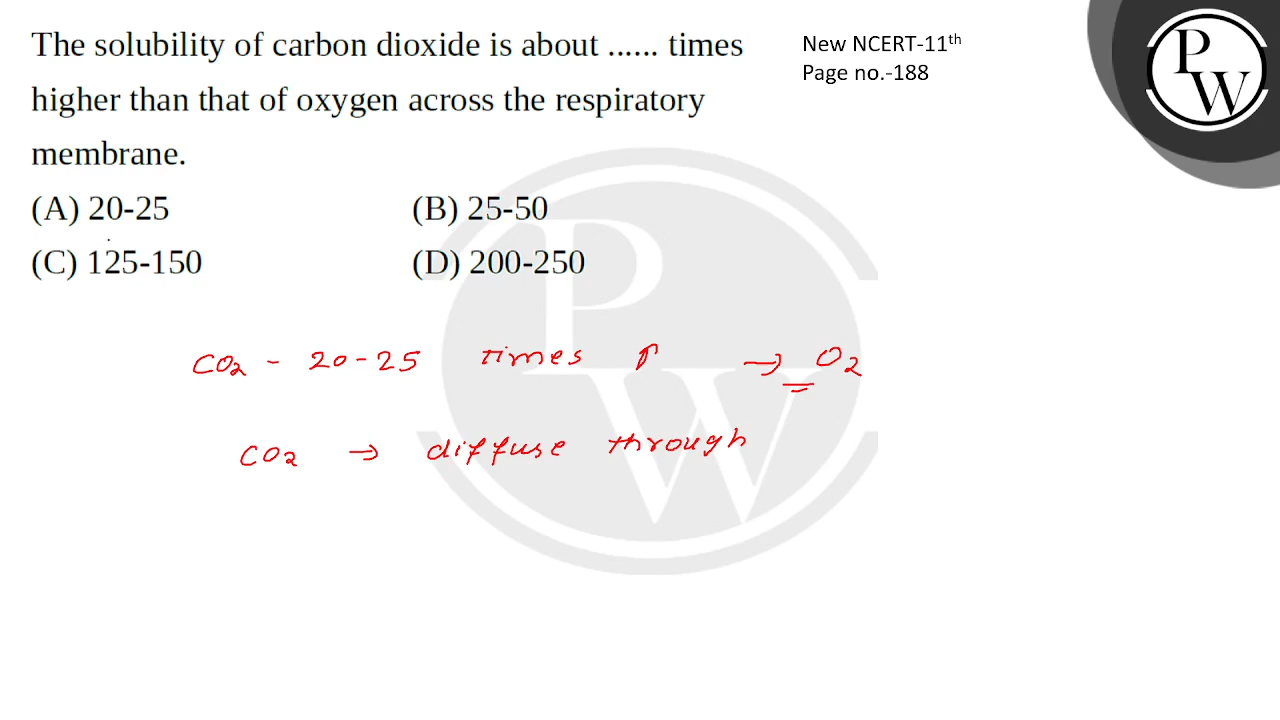 The solubility of carbon dioxide is about ...... times
higher than that of oxygen across the respiratory
membrane.
(A) 20-25 (B) 25-50
(C) 125-150 (D) 200-250
New NCERT-11th
Page no.-188
P
W
CO2 - 20-25 times ↑ → O2
CO2 → diffuse through
P
W